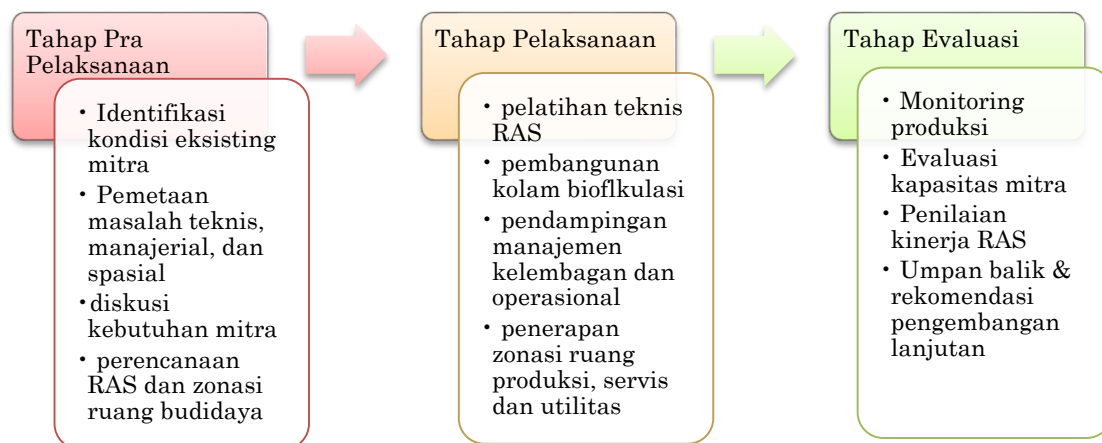 Tahap Pra
Pelaksanaan
• Identifikasi
kondisi eksisting
mitra
• Pemetaan
masalah teknis,
manajerial, dan
spasial
•diskusi
kebutuhan mitra
• perencanaan
RAS dan zonasi
ruang budidaya
Tahap Pelaksanaan
• pelatihan teknis
RAS
• pembangunan
kolam bioflkulasi
• pendampingan
manajemen
kelembagan dan
operasional
• penerapan
zonasi ruang
produksi, servis
dan utilitas
Tahap Evaluasi
• Monitoring
produksi
• Evaluasi
kapasitas mitra
• Penilaian
kinerja RAS
• Umpan balik &
rekomendasi
pengembangan
lanjutan